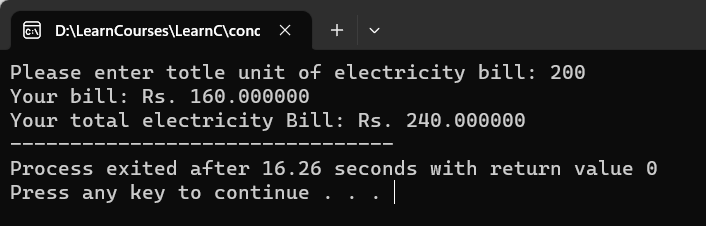 D:\LearnCourses\LearnC\conc
Please enter totle unit of electricity bill: 200
Your bill: Rs. 160.000000
Your total electricity Bill: Rs. 240.000000
--------------------------------
Process exited after 16.26 seconds with return value 0
Press any key to continue . . .